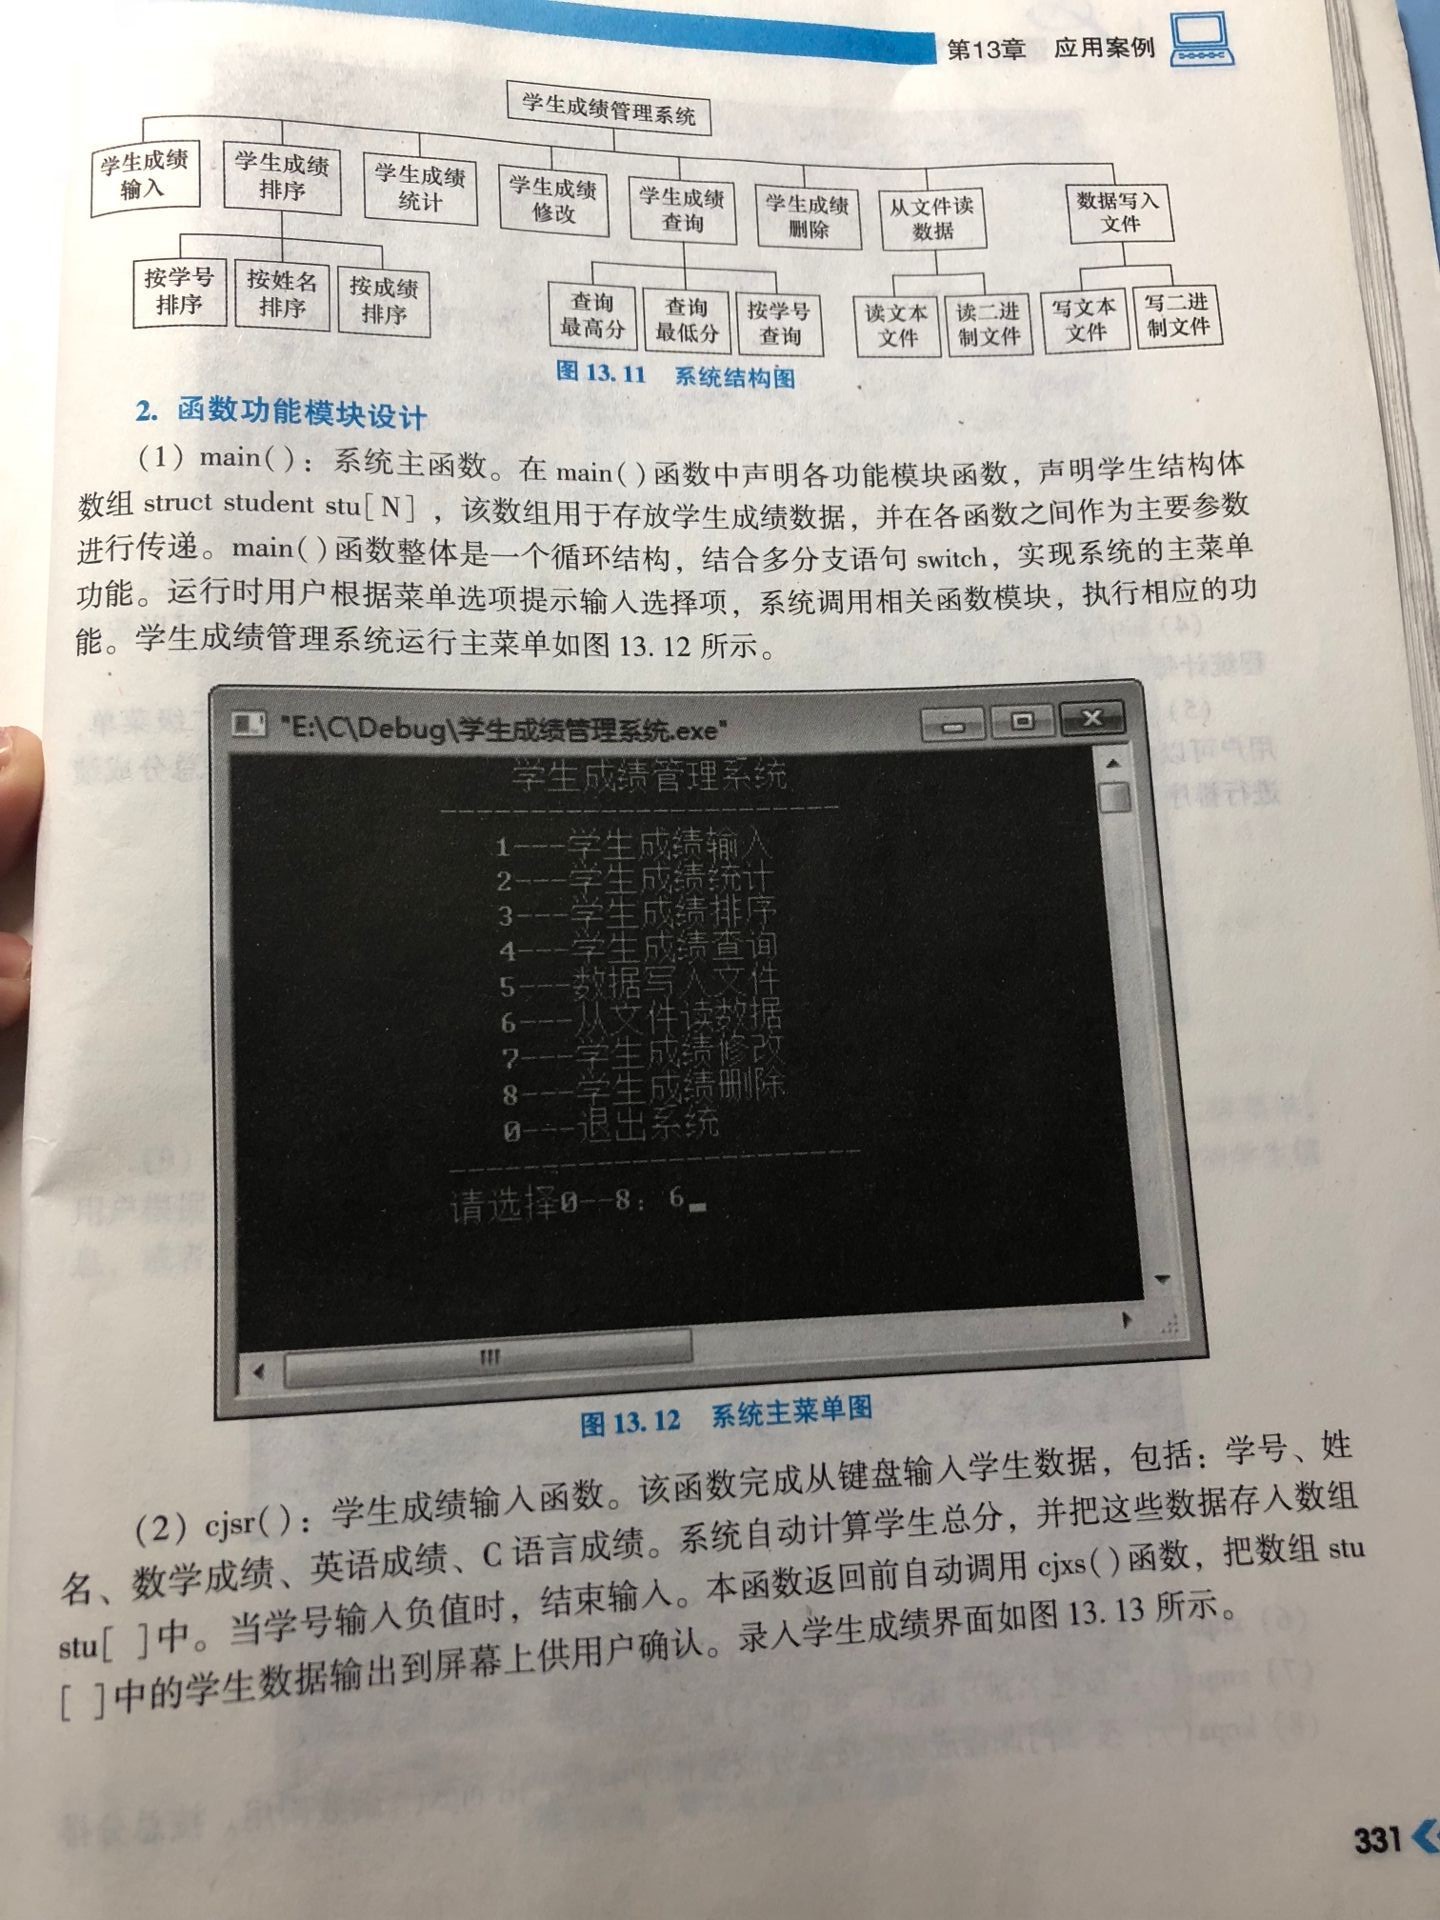 第13章 应用案例
学生成绩管理系统
学生成绩
输入
学生成绩
排序
学生成绩
统计
学生成绩
修改
学生成绩
查询
学生成绩
删除
从文件读
数据
数据写入
文件
按学号
排序
按姓名
排序
按成绩
排序
查询
最高分
查询
最低分
按学号
查询
读文本
文件
读二进
制文件
写文本
文件
写二进
制文件
图 13.11 系统结构图
2. 函数功能模块设计
(1) main( )：系统主函数。在 main( )函数中声明各功能模块函数，声明学生结构体
数组 struct student stu[N]，该数组用于存放学生成绩数据，并在各函数之间作为主要参数
进行传递。main( )函数整体是一个循环结构，结合多分支语句 switch，实现系统的主菜单
功能。运行时用户根据菜单选项提示输入选择项，系统调用相关函数模块，执行相应的功
能。学生成绩管理系统运行主菜单如图 13.12 所示。
"E:\C\Debug\学生成绩管理系统.exe"
学生成绩管理系统
1---学生成绩输入
2---学生成绩统计
3---学生成绩排序
4---学生成绩查询
5---数据写入文件
6---从文件读数据
7---学生成绩修改
8---学生成绩删除
0---退出系统
请选择0--8：6
图 13.12 系统主菜单图
(2) cjsr( )：学生成绩输入函数。该函数完成从键盘输入学生数据，包括：学号、姓
名、数学成绩、英语成绩、C 语言成绩。系统自动计算学生总分，并把这些数据存入数组
stu[ ]中。当学号输入负值时，结束输入。本函数返回前自动调用 cjxs( )函数，把数组 stu
[ ]中的学生数据输出到屏幕上供用户确认。录入学生成绩界面如图 13.13 所示。
331